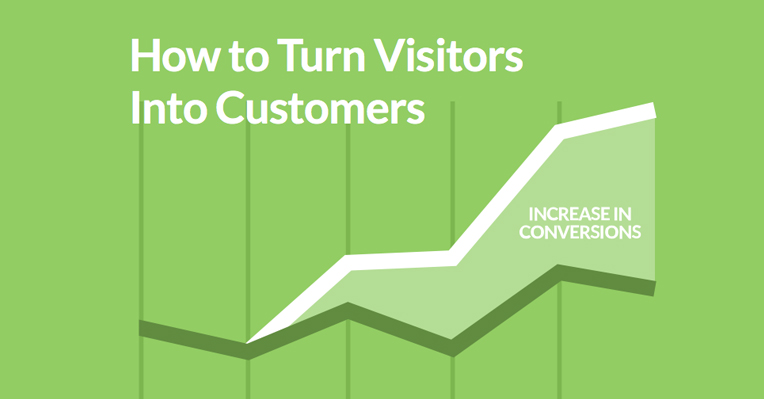 How to Turn Visitors
Into Customers
INCREASE IN
CONVERSIONS